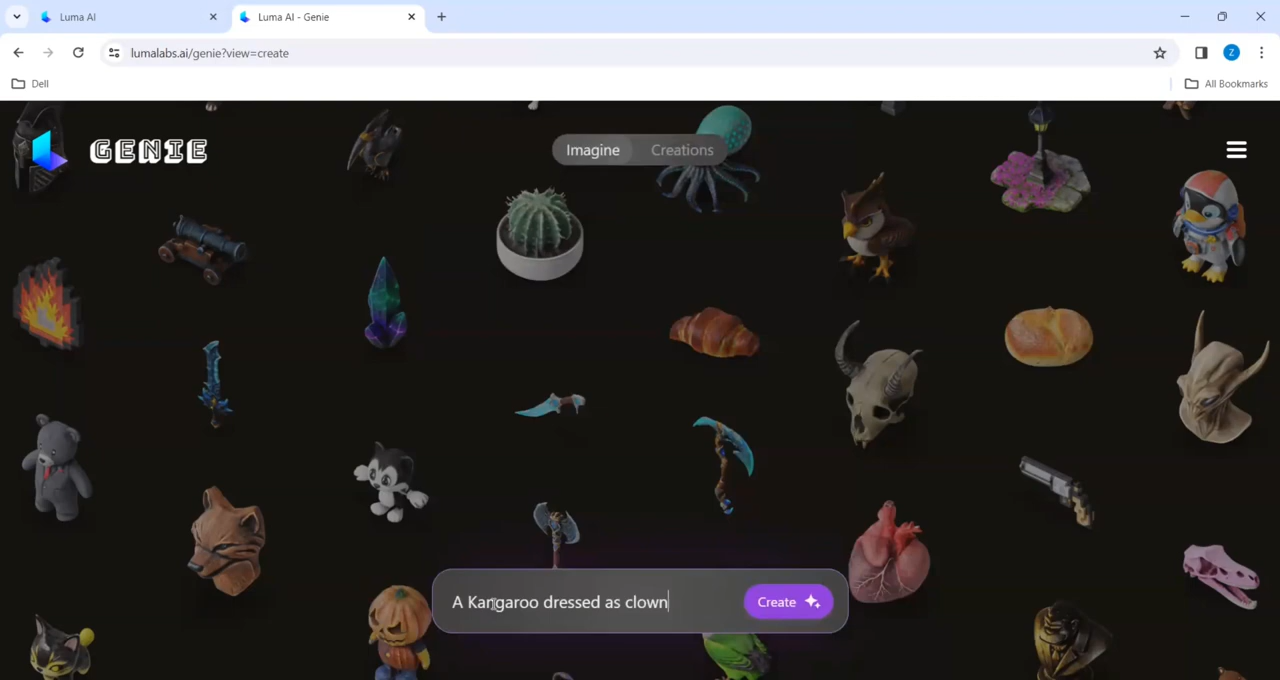 Luma AI
Luma AI - Genie
lumalabs.ai/genie?view=create
Z
Dell
All Bookmarks
GENIE
Imagine Creations
A Kangaroo dressed as clown
Create